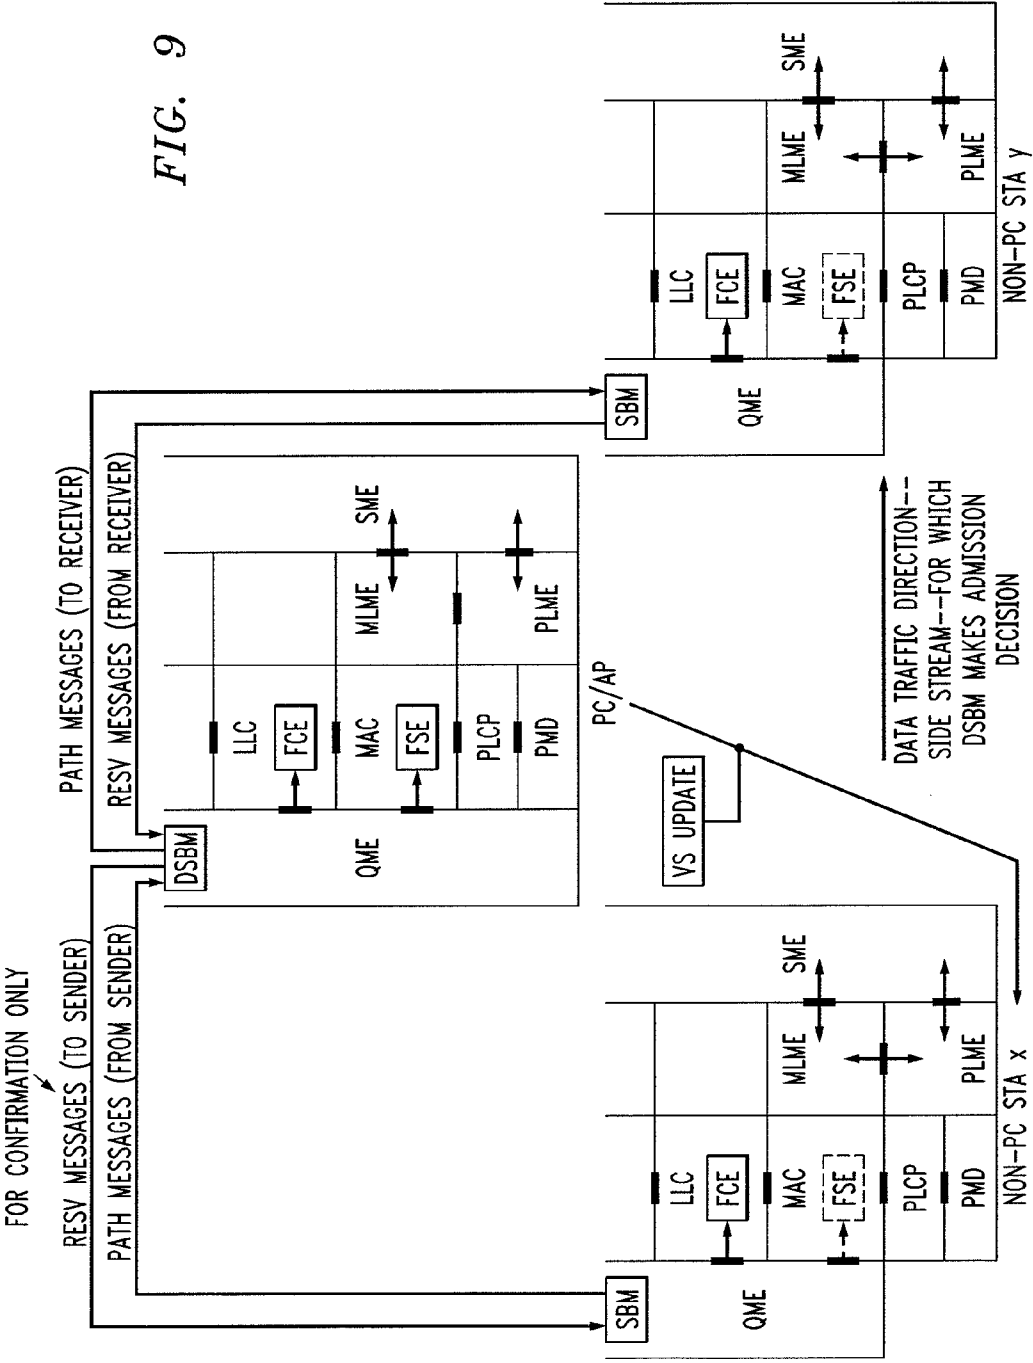 FIG. 9
FOR CONFIRMATION ONLY
RESV MESSAGES (TO SENDER)
PATH MESSAGES (FROM SENDER)
PATH MESSAGES (TO RECEIVER)
RESV MESSAGES (FROM RECEIVER)
DSBM
QME
LLC
FCE
MAC
FSE
PLCP
PMD
MLME
PLME
SME
PC/AP
VS UPDATE
SBM
QME
LLC
FCE
MAC
FSE
PLCP
PMD
MLME
PLME
SME
NON-PC STA x
SBM
QME
LLC
FCE
MAC
FSE
PLCP
PMD
MLME
PLME
SME
NON-PC STA y
DATA TRAFFIC DIRECTION--
SIDE STREAM--FOR WHICH
DSBM MAKES ADMISSION
DECISION